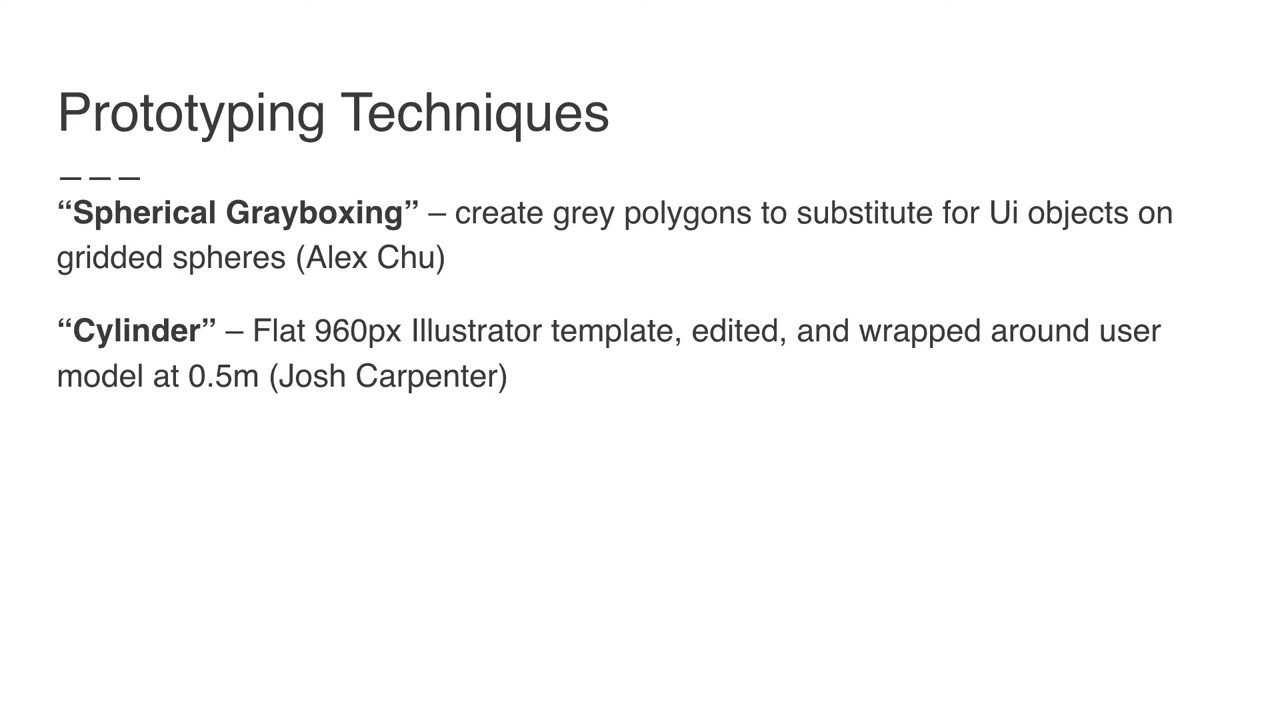 Prototyping Techniques
“Spherical Grayboxing” – create grey polygons to substitute for Ui objects on
gridded spheres (Alex Chu)
“Cylinder” – Flat 960px Illustrator template, edited, and wrapped around user
model at 0.5m (Josh Carpenter)